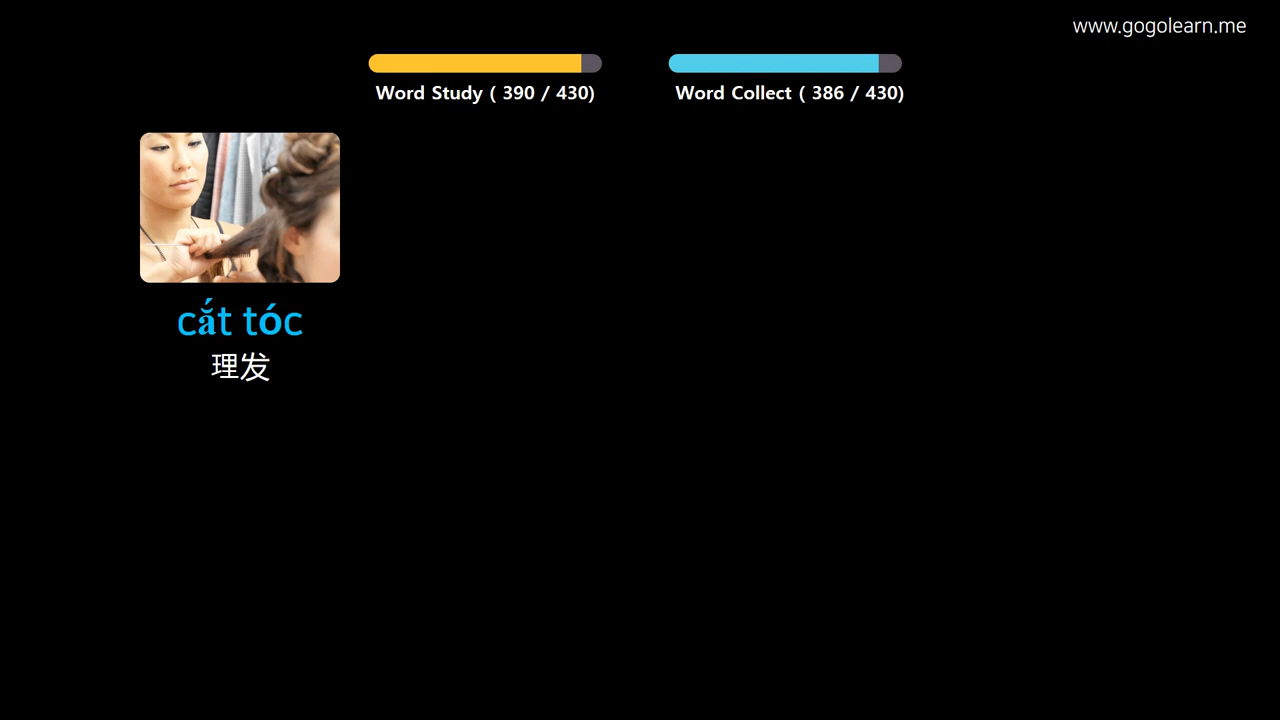 www.gogolearn.me
Word Study ( 390 / 430)
Word Collect ( 386 / 430)
cắt tóc
理发